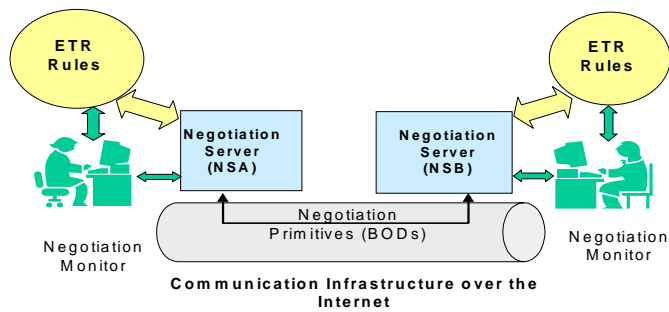 ETR
Rules
ETR
Rules
Negotiation
Server
(NSA)
Negotiation
Server
(NSB)
Negotiation
Primitives (BODs)
Negotiation
Monitor
Negotiation
Monitor
Communication Infrastructure over the
Internet